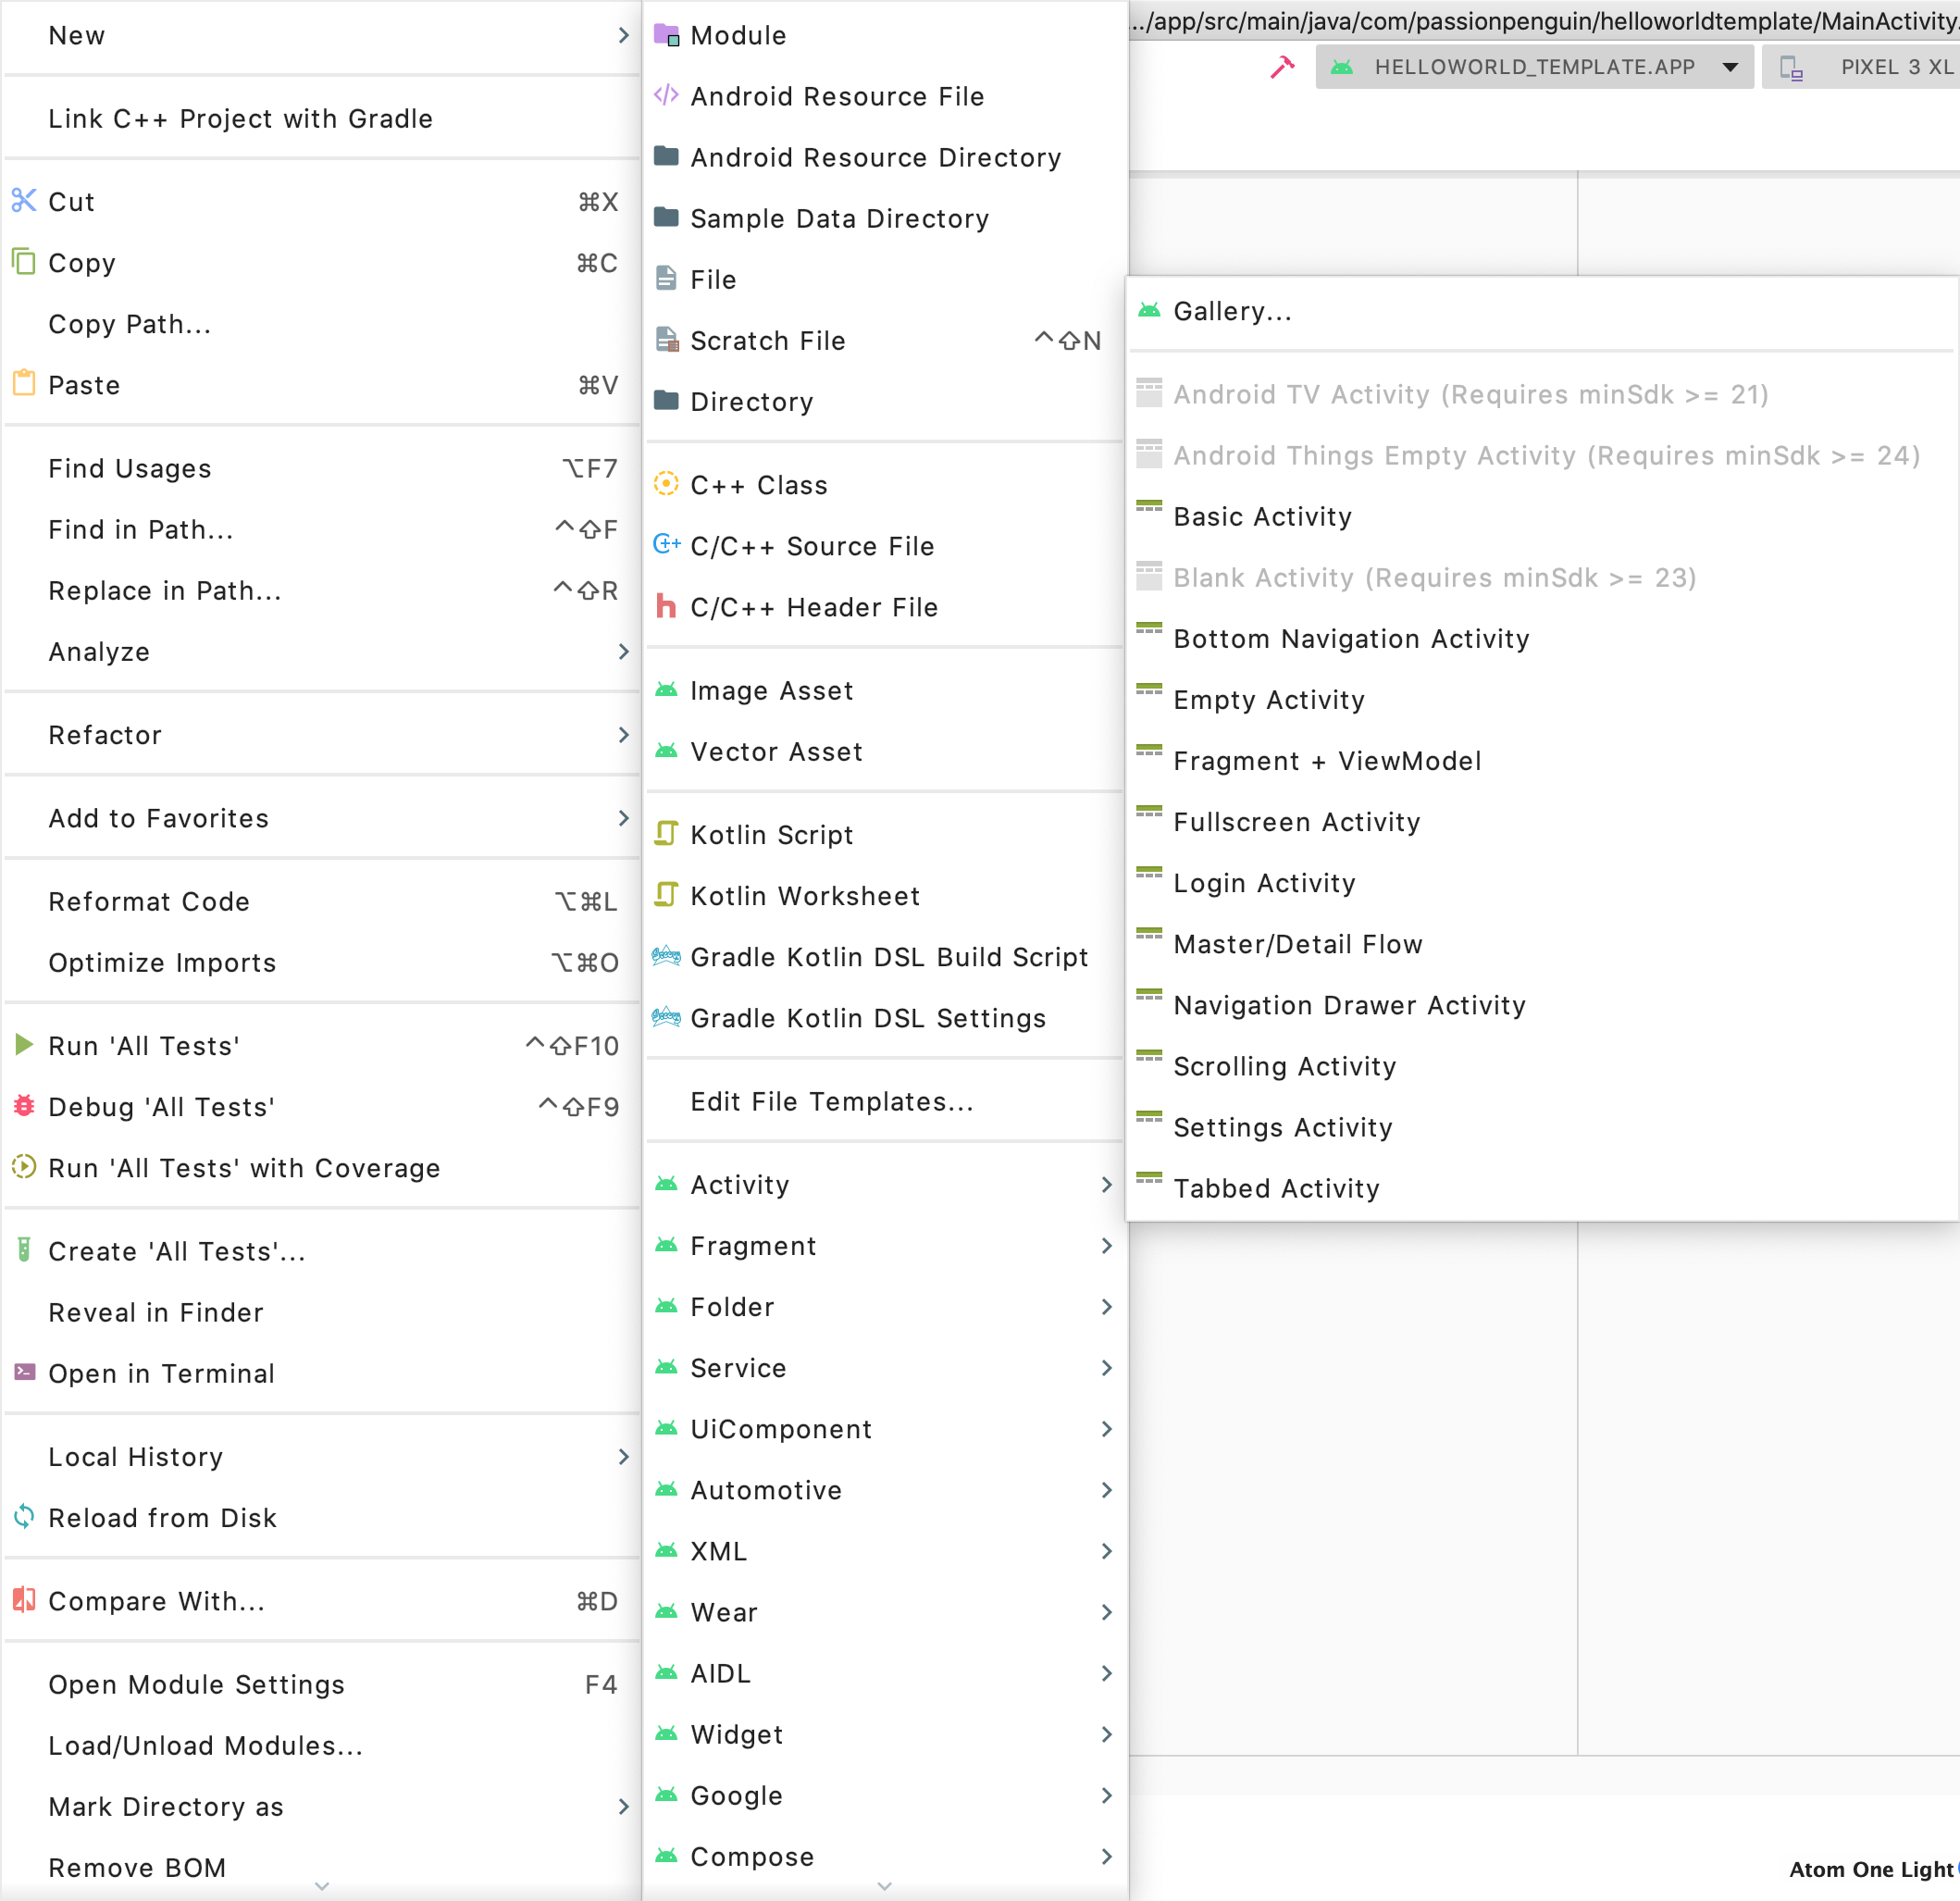 New
Link C++ Project with Gradle
Cut ⌘X
Copy ⌘C
Copy Path...
Paste ⌘V
Find Usages ⌥F7
Find in Path... ^⇧F
Replace in Path... ^⇧R
Analyze
Refactor
Add to Favorites
Reformat Code ⌥⌘L
Optimize Imports ⌥⌘O
Run 'All Tests' ^⇧F10
Debug 'All Tests' ^⇧F9
Run 'All Tests' with Coverage
Create 'All Tests'...
Reveal in Finder
Open in Terminal
Local History
Reload from Disk
Compare With... ⌘D
Open Module Settings F4
Load/Unload Modules...
Mark Directory as
Remove BOM
Module
Android Resource File
Android Resource Directory
Sample Data Directory
File
Scratch File ^⇧N
Directory
C++ Class
C/C++ Source File
C/C++ Header File
Image Asset
Vector Asset
Kotlin Script
Kotlin Worksheet
Gradle Kotlin DSL Build Script
Gradle Kotlin DSL Settings
Edit File Templates...
Activity
Fragment
Folder
Service
UiComponent
Automotive
XML
Wear
AIDL
Widget
Google
Compose
.../app/src/main/java/com/passionpenguin/helloworldtemplate/MainActivity.
HELLOWORLD_TEMPLATE.APP PIXEL 3 XL
Gallery...
Android TV Activity (Requires minSdk >= 21)
Android Things Empty Activity (Requires minSdk >= 24)
Basic Activity
Blank Activity (Requires minSdk >= 23)
Bottom Navigation Activity
Empty Activity
Fragment + ViewModel
Fullscreen Activity
Login Activity
Master/Detail Flow
Navigation Drawer Activity
Scrolling Activity
Settings Activity
Tabbed Activity
Atom One Light